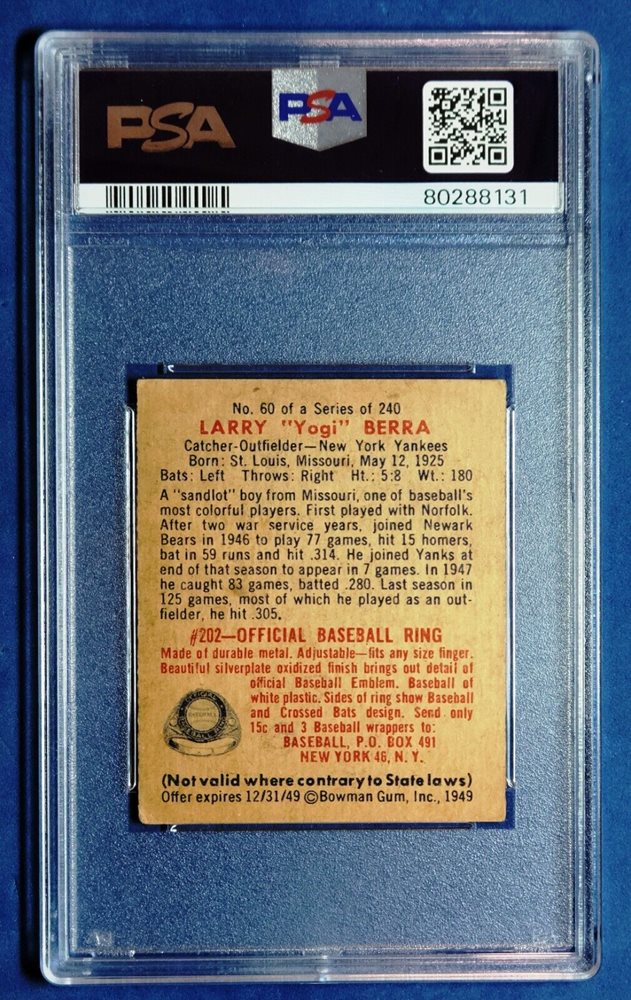 PSA
PSA
80288131
No. 60 of a Series of 240
LARRY "Yogi" BERRA
Catcher-Outfielder—New York Yankees
Born: St. Louis, Missouri, May 12, 1925
Bats: Left Throws: Right Ht.: 5:8 Wt.: 180
A "sandlot" boy from Missouri, one of baseball's
most colorful players. First played with Norfolk.
After two war service years, joined Newark
Bears in 1946 to play 77 games, hit 15 homers,
bat in 59 runs and hit .314. He joined Yanks at
end of that season to appear in 7 games. In 1947
he caught 83 games, batted .280. Last season in
125 games, most of which he played as an out-
fielder, he hit .305.
#202—OFFICIAL BASEBALL RING
Made of durable metal. Adjustable—fits any size finger.
Beautiful silverplate oxidized finish brings out detail of
official Baseball Emblem. Baseball of
white plastic. Sides of ring show Baseball
and Crossed Bats design. Send only
15c and 3 Baseball wrappers to:
BASEBALL, P.O. BOX 491
NEW YORK 46, N.Y.
(Not valid where contrary to State laws)
Offer expires 12/31/49 ©Bowman Gum, Inc., 1949